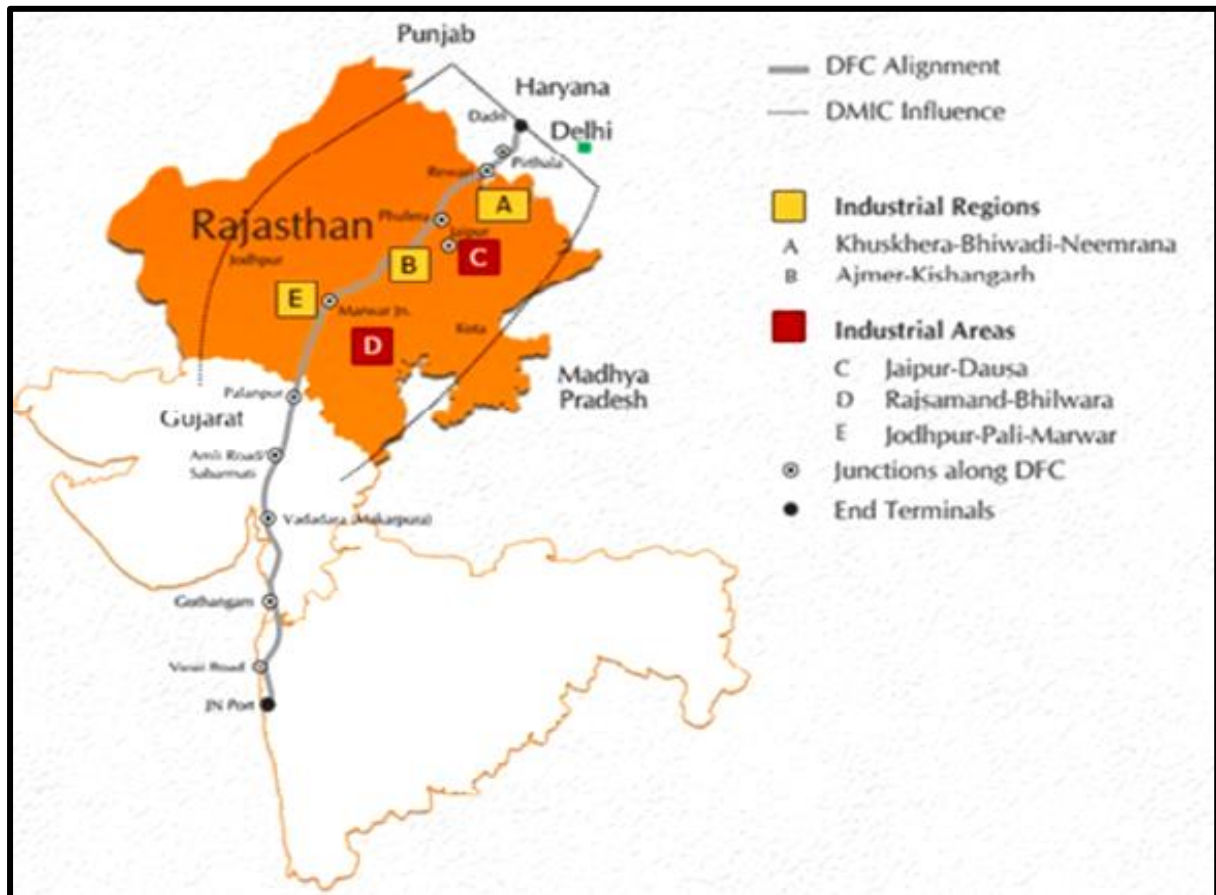 Punjab
Haryana
Dadri
Delhi
Pirthala
Rewari
A
Rajasthan
Phulera
Jaipur
Jodhpur
B
C
E
Marwar Jn.
D
Kota
Madhya
Pradesh
Palanpur
Gujarat
Amli Road/
Sabarmati
Vadadara (Makarpura)
Gothangam
Vasai Road
JN Port
DFC Alignment
DMIC Influence
Industrial Regions
A Khuskhera-Bhiwadi-Neemrana
B Ajmer-Kishangarh
Industrial Areas
C Jaipur-Dausa
D Rajsamand-Bhilwara
E Jodhpur-Pali-Marwar
Junctions along DFC
End Terminals